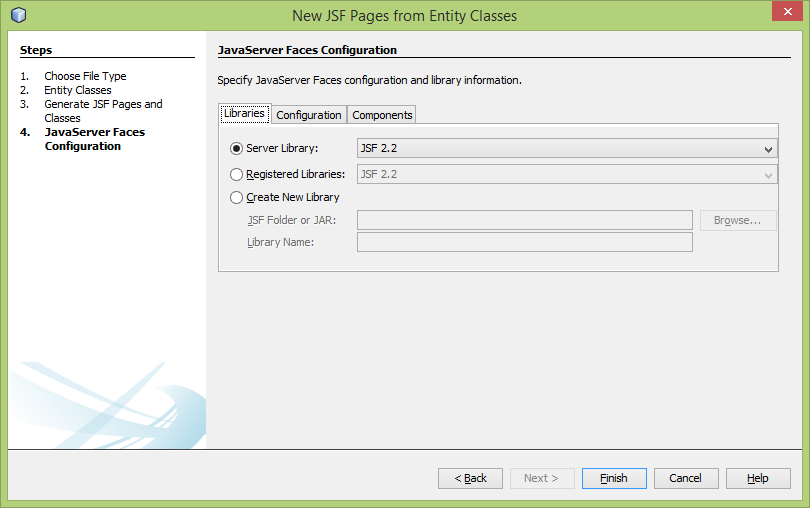 New JSF Pages from Entity Classes
Steps
1. Choose File Type
2. Entity Classes
3. Generate JSF Pages and
Classes
4. JavaServer Faces
Configuration
JavaServer Faces Configuration
Specify JavaServer Faces configuration and library information.
Libraries Configuration Components
Server Library: JSF 2.2
Registered Libraries: JSF 2.2
Create New Library
JSF Folder or JAR: Browse...
Library Name:
< Back Next > Finish Cancel Help